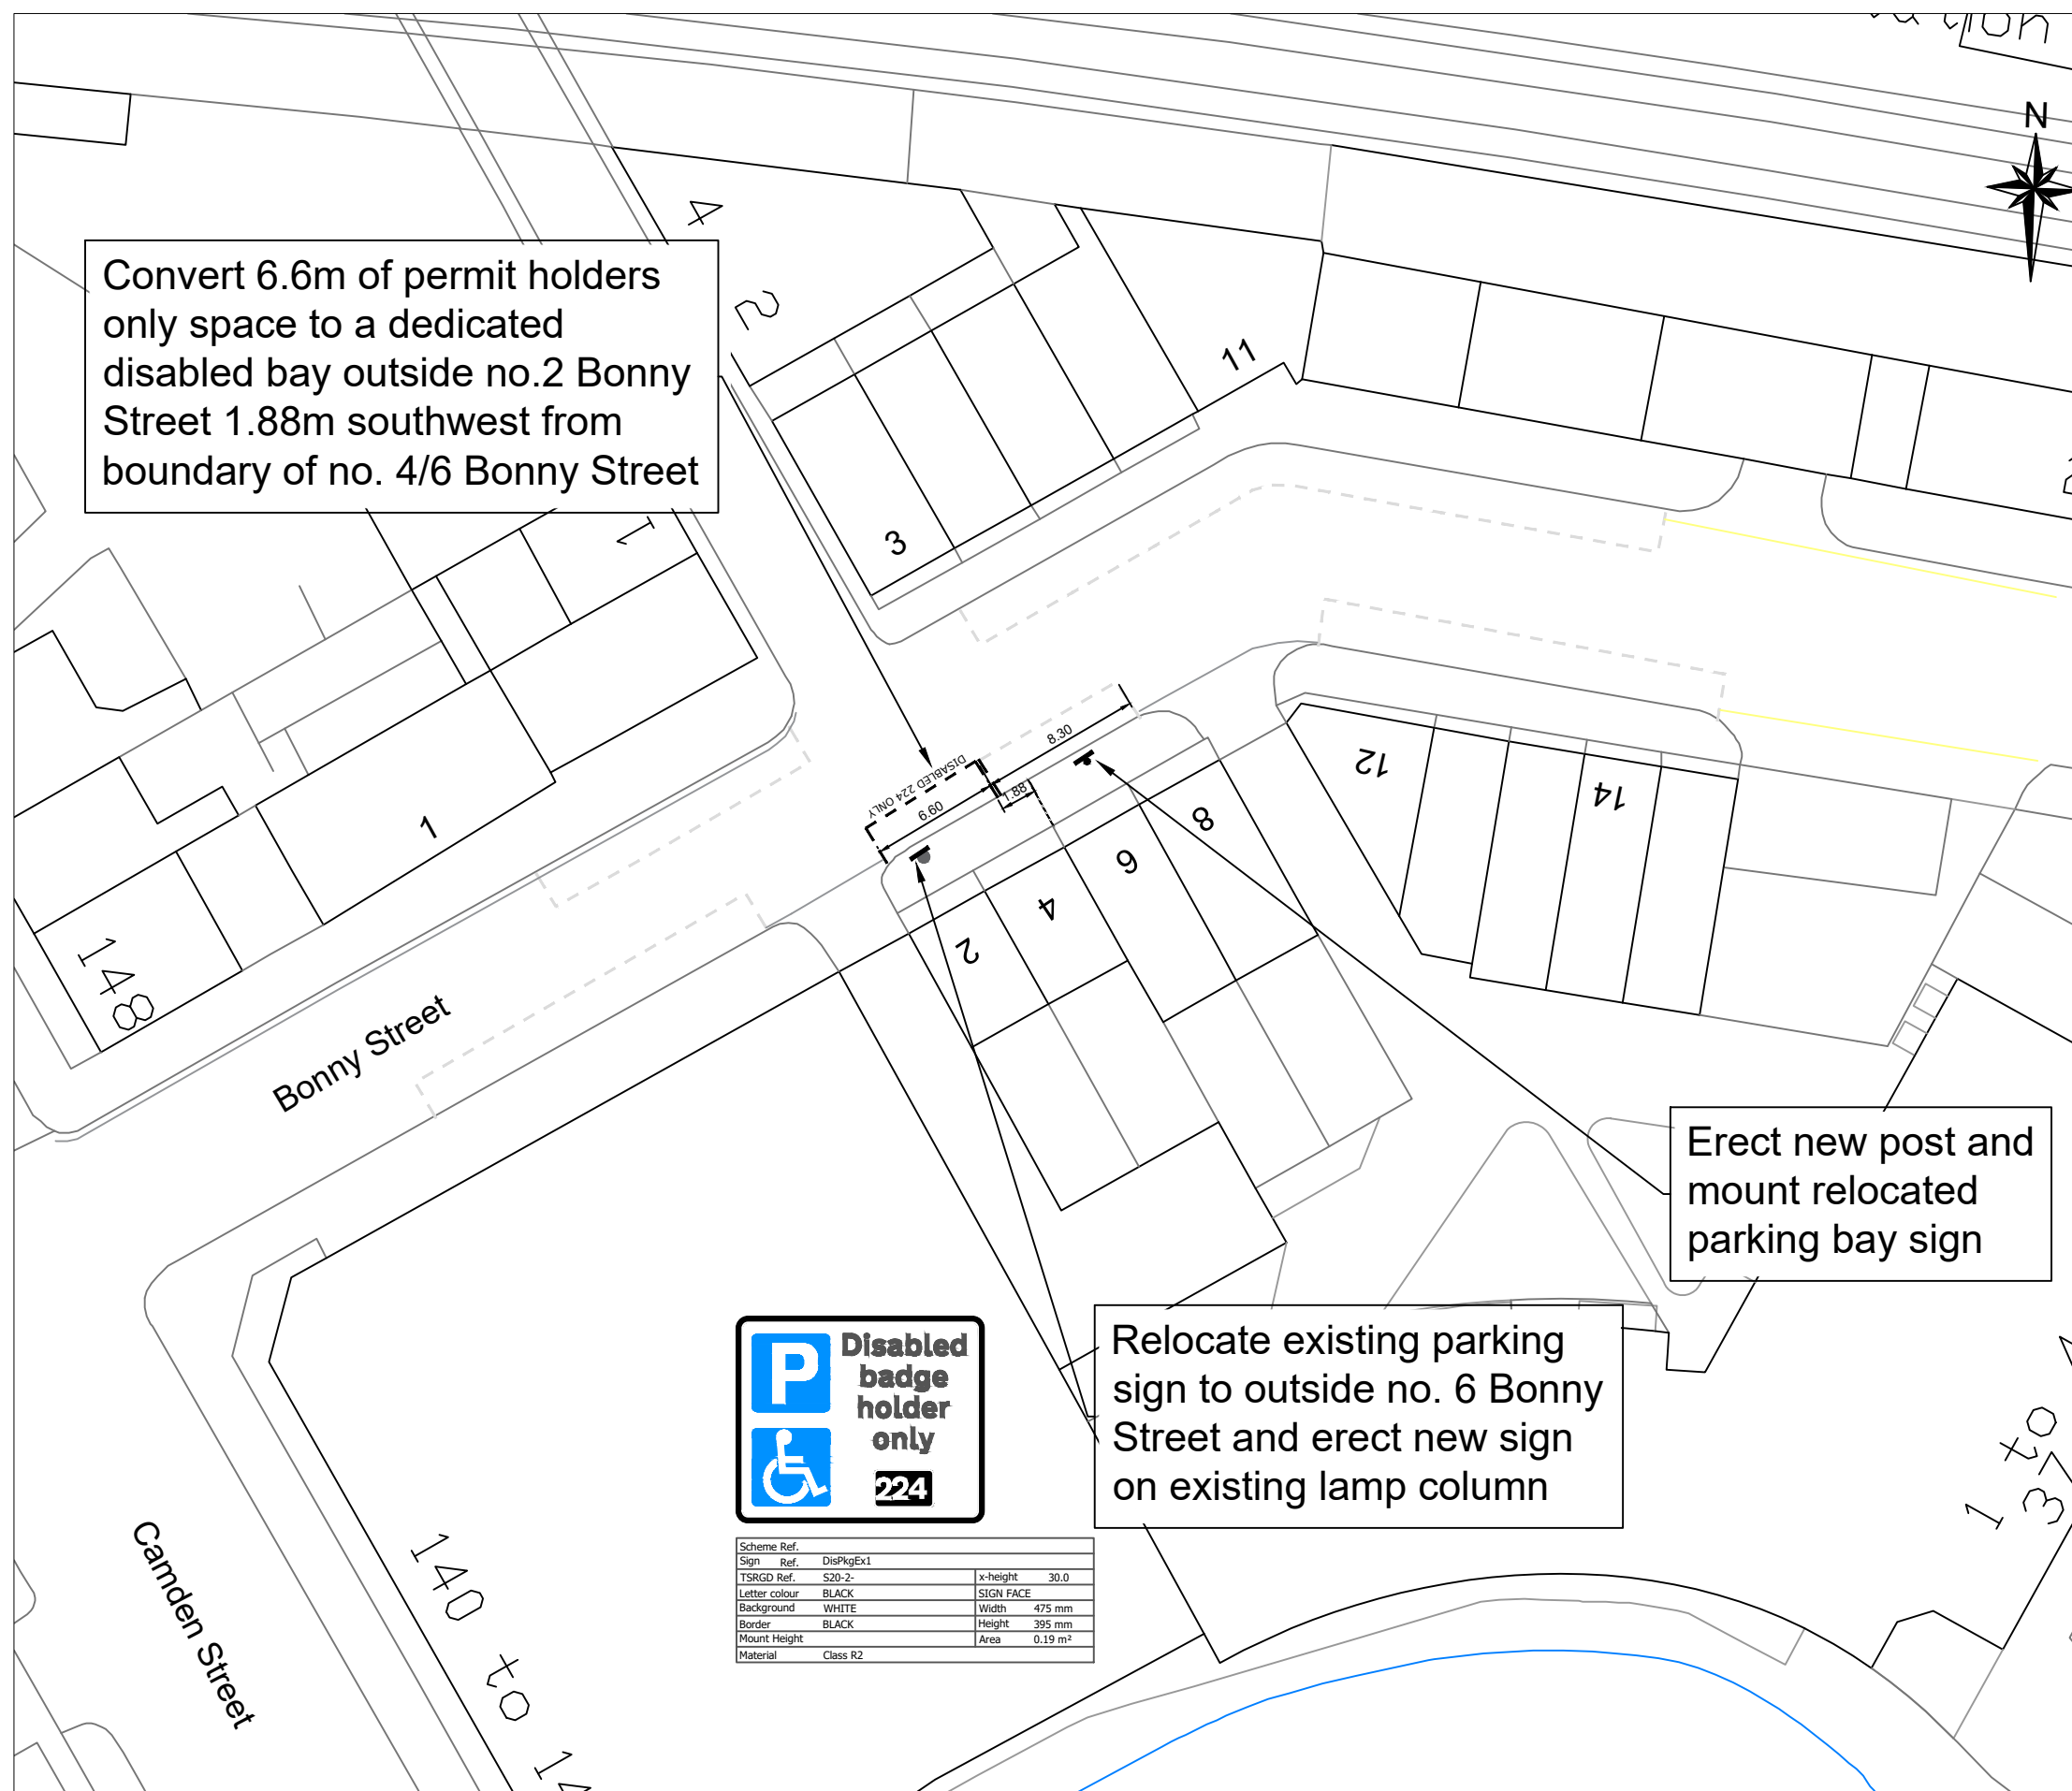 N
4
2
Convert 6.6m of permit holders
only space to a dedicated
disabled bay outside no.2 Bonny
Street 1.88m southwest from
boundary of no. 4/6 Bonny Street
11
1
3
8.30
DISABLED 224 ONLY
6.60
1.88
12
14
8
6
4
2
1
148
Bonny Street
Erect new post and
mount relocated
parking bay sign
Relocate existing parking
sign to outside no. 6 Bonny
Street and erect new sign
on existing lamp column
P Disabled
badge
holder
only
224
Scheme Ref.
Sign Ref. DisPkgEx1
TSRGD Ref. S20-2- x-height 30.0
Letter colour BLACK SIGN FACE
Background WHITE Width 475 mm
Border BLACK Height 395 mm
Mount Height Area 0.19 m²
Material Class R2
Camden Street
140 to 14
1 to
37